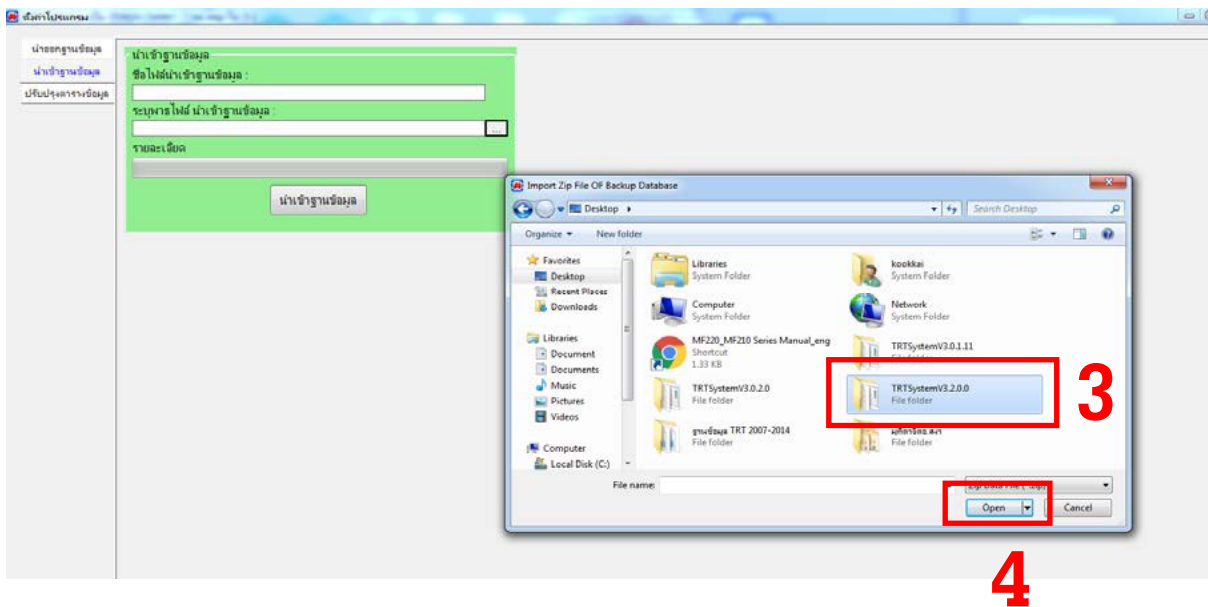 ตั้งค่าโปรแกรม
นำออกฐานข้อมูล
นำเข้าฐานข้อมูล
ปรับปรุงตารางข้อมูล
นำเข้าฐานข้อมูล
ชื่อไฟล์นำเข้าฐานข้อมูล :
ระบุพาธไฟล์ นำเข้าฐานข้อมูล :
...
รายละเอียด
นำเข้าฐานข้อมูล
Import Zip File OF Backup Database
Desktop
Search Desktop
Organize
New folder
Favorites
Desktop
Recent Places
Downloads
Libraries
Document
Documents
Music
Pictures
Videos
Computer
Local Disk (C:)
Libraries
System Folder
kookkai
System Folder
Computer
System Folder
Network
System Folder
MF220_MF210 Series Manual_eng
Shortcut
1.33 KB
TRTSystemV3.0.1.11
File folder
TRTSystemV3.0.2.0
File folder
TRTSystemV3.2.0.0
File folder
3
ฐานข้อมูล TRT 2007-2014
File folder
File folder
File name:
Zip Data File (*.zip)
Open
Cancel
4